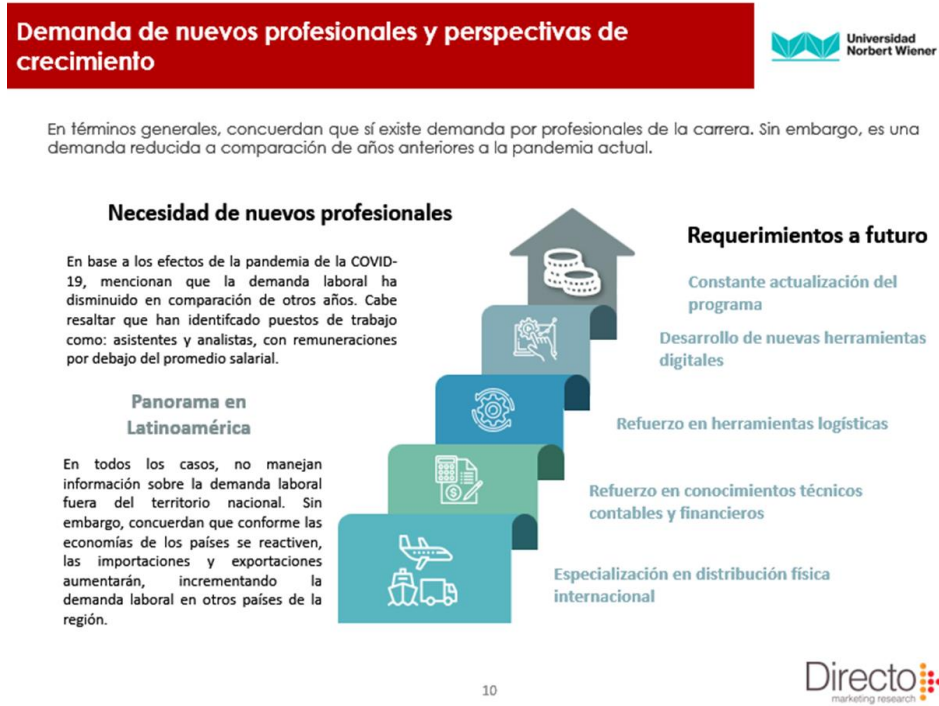 Demanda de nuevos profesionales y perspectivas de
crecimiento
Universidad
Norbert Wiener
En términos generales, concuerdan que sí existe demanda por profesionales de la carrera. Sin embargo, es una
demanda reducida a comparación de años anteriores a la pandemia actual.
Necesidad de nuevos profesionales
En base a los efectos de la pandemia de la COVID-
19, mencionan que la demanda laboral ha
disminuido en comparación de otros años. Cabe
resaltar que han identifcado puestos de trabajo
como: asistentes y analistas, con remuneraciones
por debajo del promedio salarial.
Panorama en
Latinoamérica
En todos los casos, no manejan
información sobre la demanda laboral
fuera del territorio nacional. Sin
embargo, concuerdan que conforme las
economías de los países se reactiven,
las importaciones y exportaciones
aumentarán, incrementando la
demanda laboral en otros países de la
región.
Requerimientos a futuro
Constante actualización del
programa
Desarrollo de nuevas herramientas
digitales
Refuerzo en herramientas logísticas
Refuerzo en conocimientos técnicos
contables y financieros
Especialización en distribución física
internacional
10
Directo
marketing research